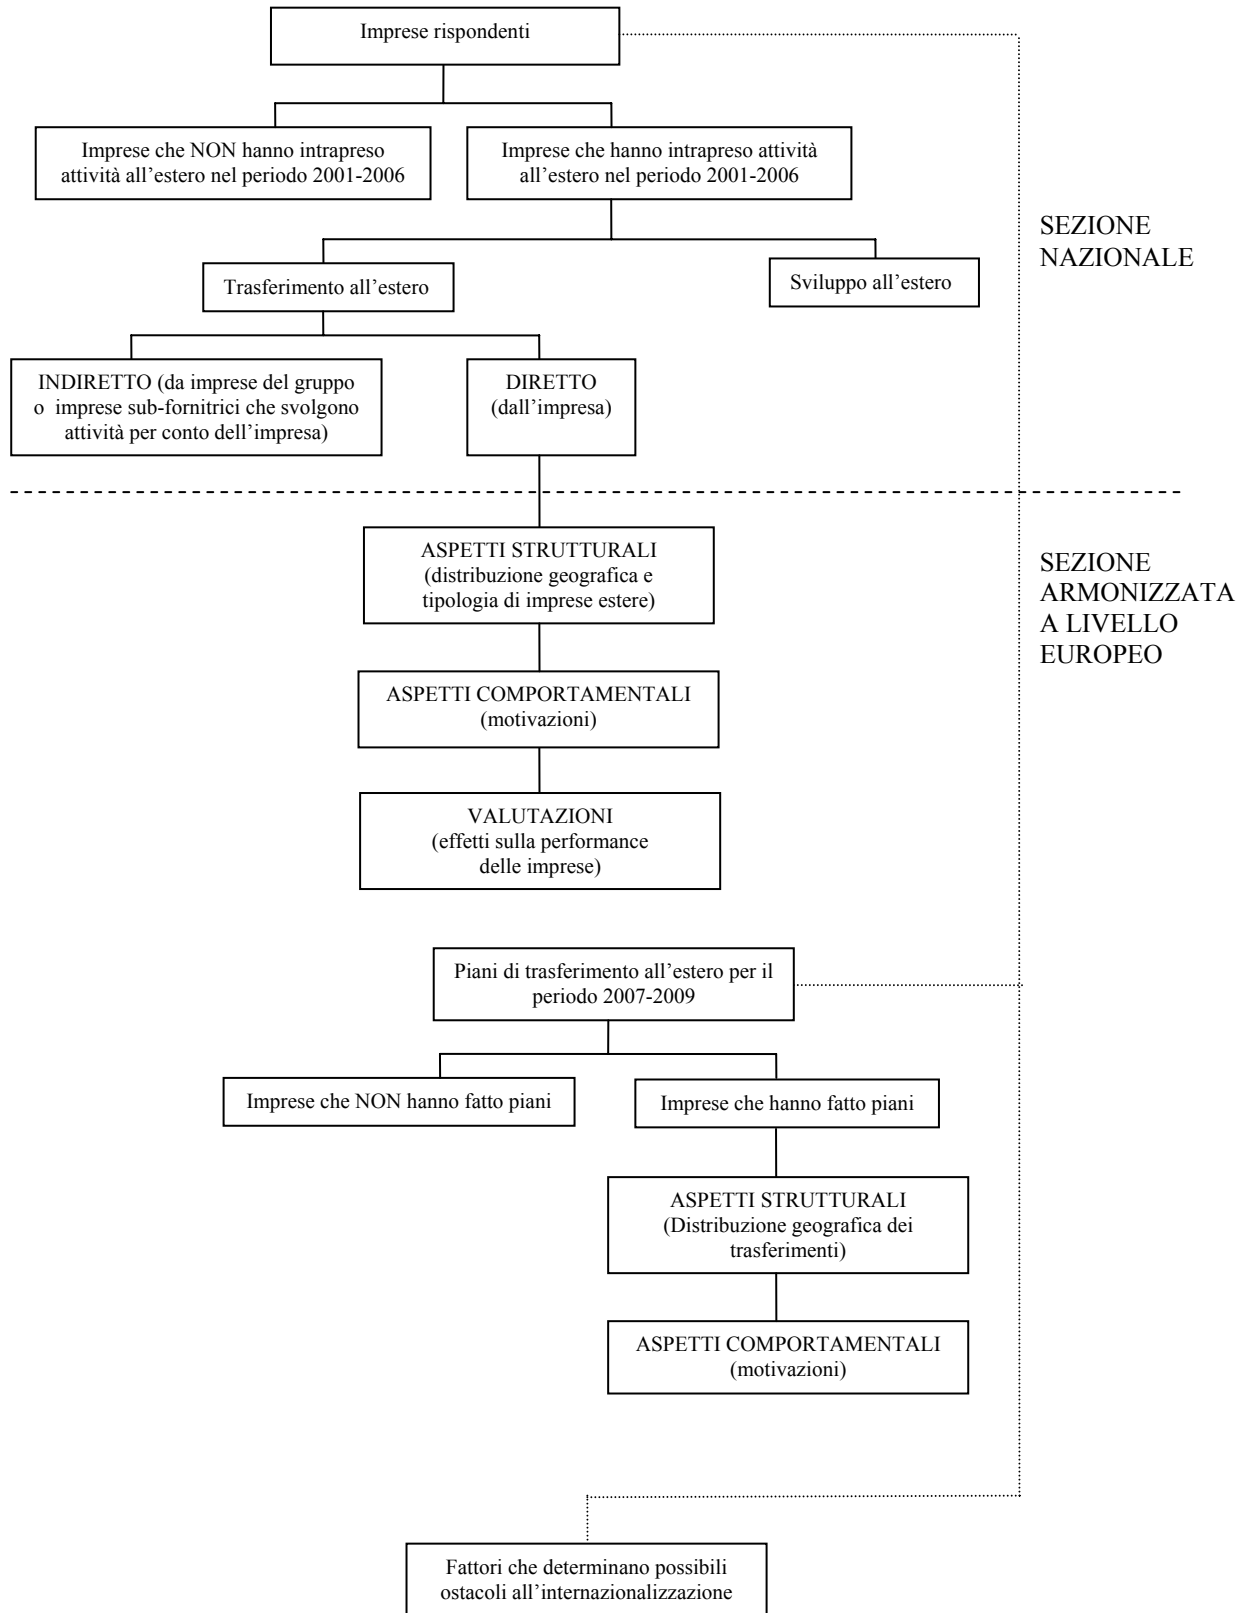 Imprese rispondenti
Imprese che NON hanno intrapreso
attività all’estero nel periodo 2001-2006
Imprese che hanno intrapreso attività
all’estero nel periodo 2001-2006
SEZIONE
NAZIONALE
Trasferimento all’estero
Sviluppo all’estero
INDIRETTO (da imprese del gruppo
o imprese sub-fornitrici che svolgono
attività per conto dell’impresa)
DIRETTO
(dall’impresa)
ASPETTI STRUTTURALI
(distribuzione geografica e
tipologia di imprese estere)
SEZIONE
ARMONIZZATA
A LIVELLO
EUROPEO
ASPETTI COMPORTAMENTALI
(motivazioni)
VALUTAZIONI
(effetti sulla performance
delle imprese)
Piani di trasferimento all’estero per il
periodo 2007-2009
Imprese che NON hanno fatto piani
Imprese che hanno fatto piani
ASPETTI STRUTTURALI
(Distribuzione geografica dei
trasferimenti)
ASPETTI COMPORTAMENTALI
(motivazioni)
Fattori che determinano possibili
ostacoli all’internazionalizzazione